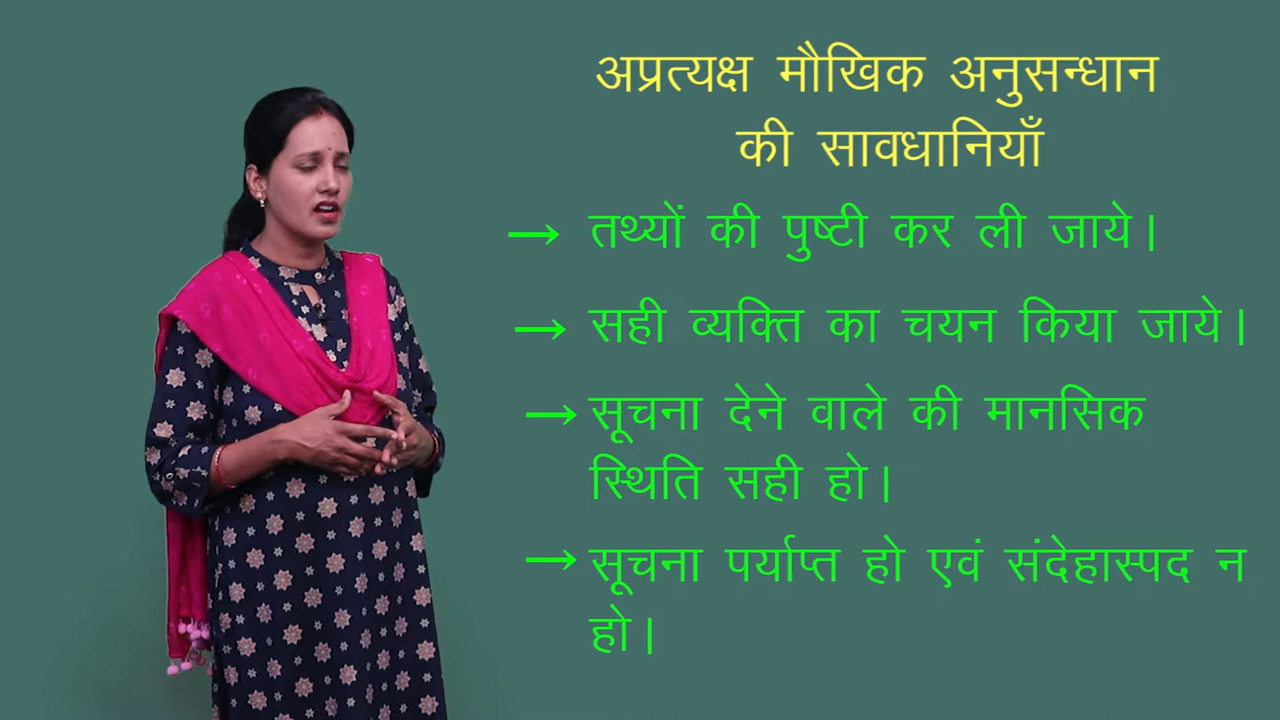 अप्रत्यक्ष मौखिक अनुसन्धान
की सावधानियाँ
→ तथ्यों की पुष्टी कर ली जाये।
→ सही व्यक्ति का चयन किया जाये।
→ सूचना देने वाले की मानसिक
स्थिति सही हो।
→ सूचना पर्याप्त हो एवं संदेहास्पद न
हो।